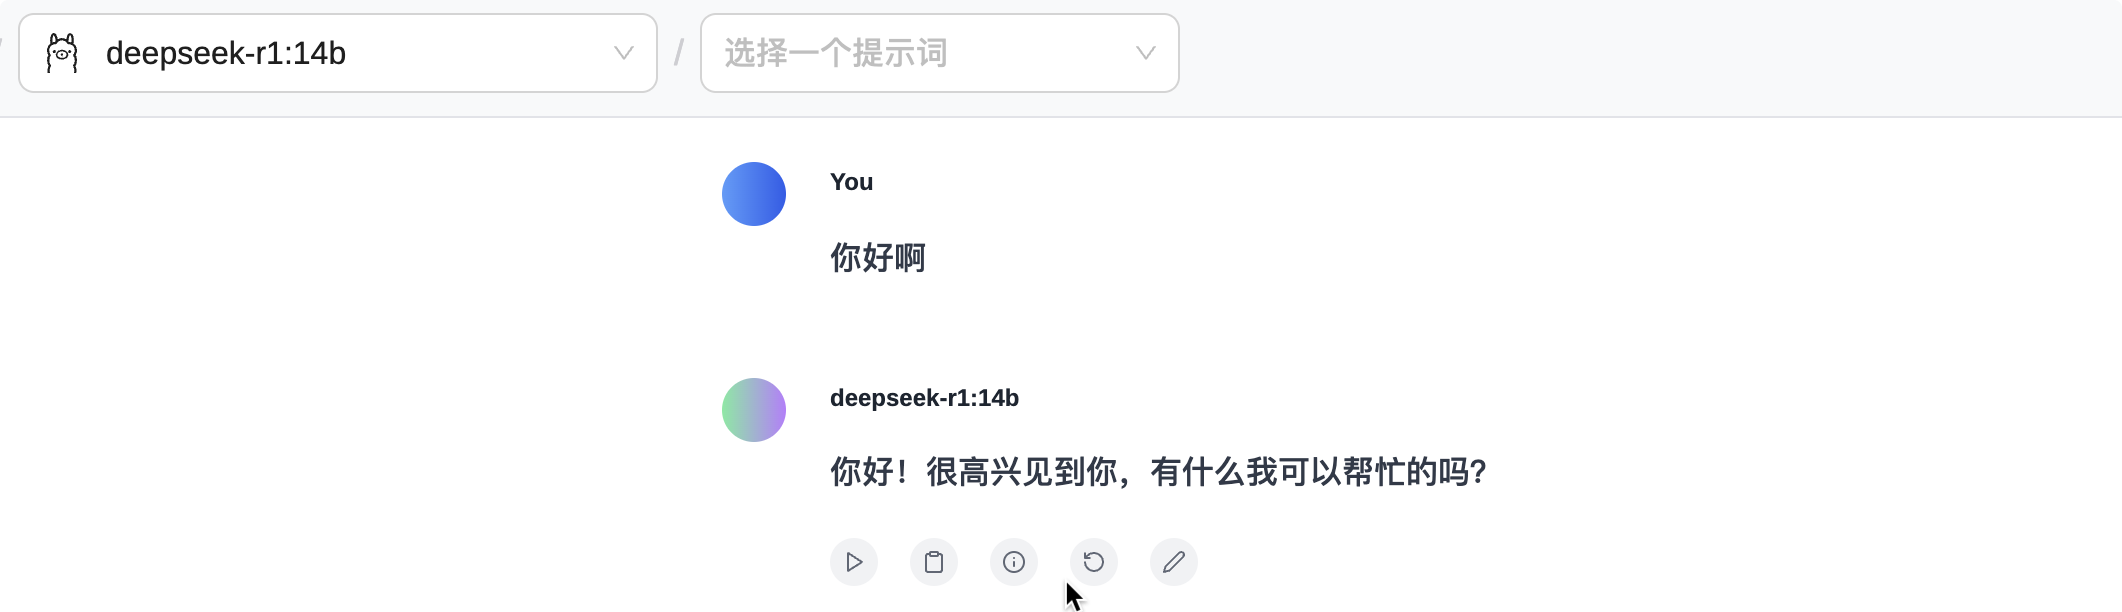 deepseek-r1:14b / 选择一个提示词
You
你好啊
deepseek-r1:14b
你好！很高兴见到你，有什么我可以帮忙的吗？